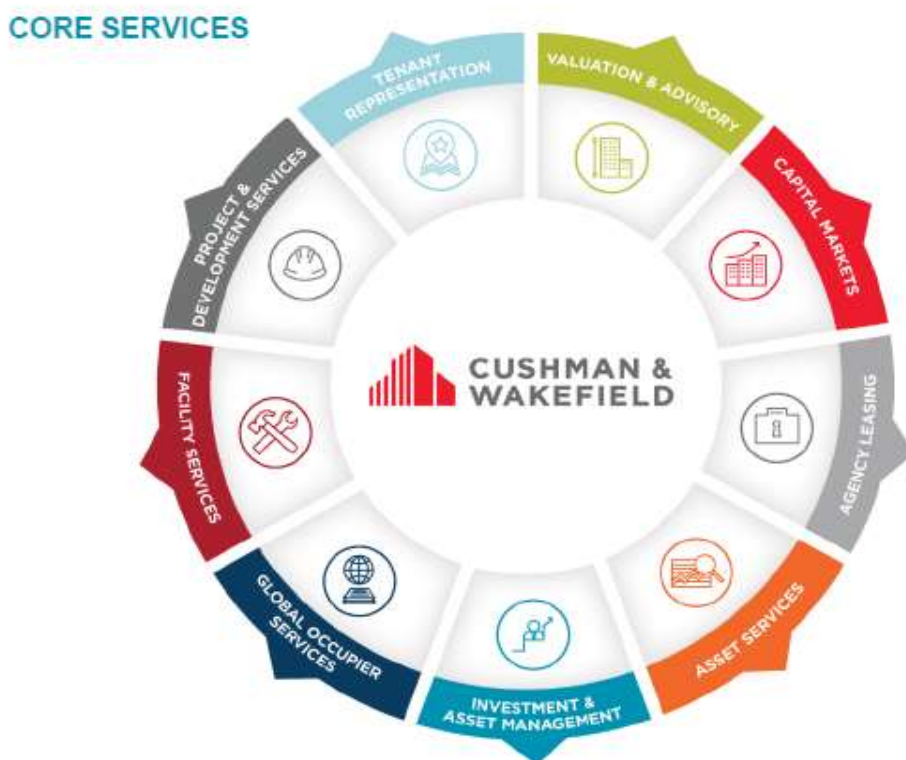 CORE SERVICES
TENANT
REPRESENTATION
VALUATION & ADVISORY
CAPITAL MARKETS
AGENCY LEASING
ASSET SERVICES
INVESTMENT &
ASSET MANAGEMENT
GLOBAL OCCUPIER
SERVICES
FACILITY SERVICES
PROJECT &
DEVELOPMENT SERVICES
CUSHMAN &
WAKEFIELD